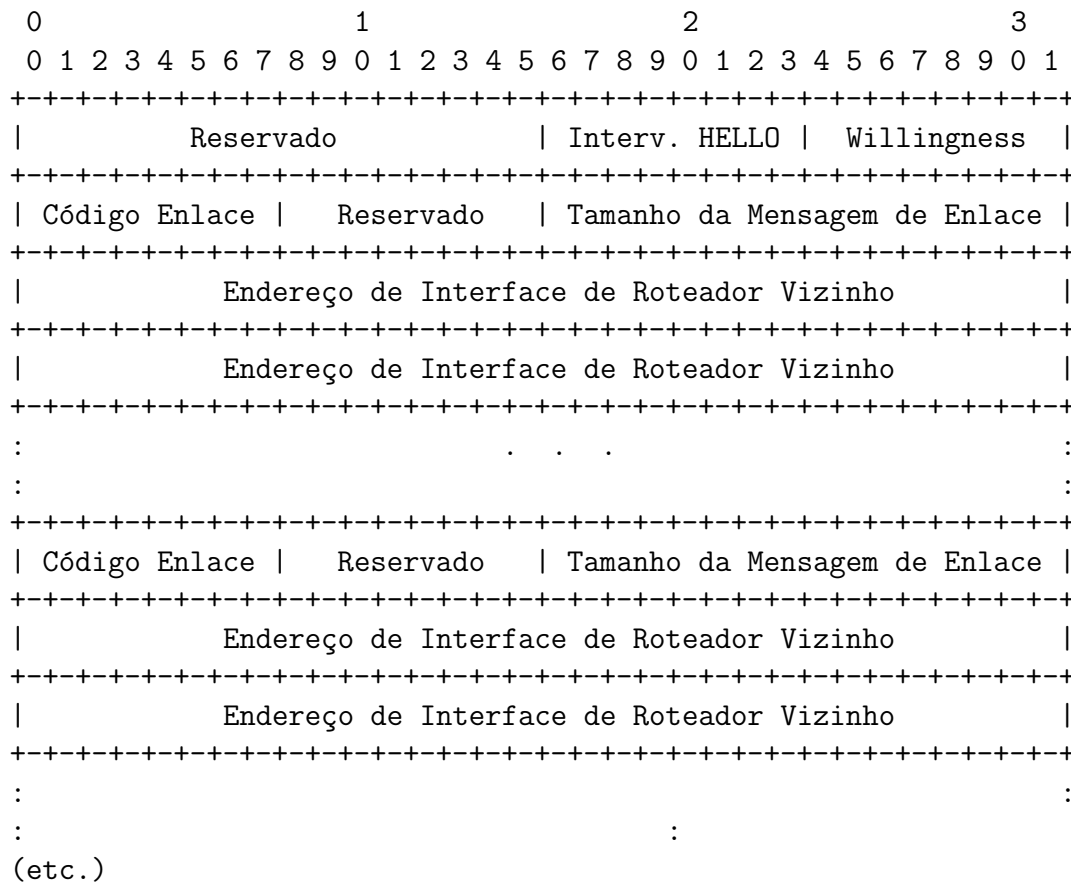 0                   1                   2                   3
 0 1 2 3 4 5 6 7 8 9 0 1 2 3 4 5 6 7 8 9 0 1 2 3 4 5 6 7 8 9 0 1
+-+-+-+-+-+-+-+-+-+-+-+-+-+-+-+-+-+-+-+-+-+-+-+-+-+-+-+-+-+-+-+-+
|          Reservado            | Interv. HELLO |  Willingness  |
+-+-+-+-+-+-+-+-+-+-+-+-+-+-+-+-+-+-+-+-+-+-+-+-+-+-+-+-+-+-+-+-+
| Código Enlace |   Reservado   | Tamanho da Mensagem de Enlace |
+-+-+-+-+-+-+-+-+-+-+-+-+-+-+-+-+-+-+-+-+-+-+-+-+-+-+-+-+-+-+-+-+
|            Endereço de Interface de Roteador Vizinho          |
+-+-+-+-+-+-+-+-+-+-+-+-+-+-+-+-+-+-+-+-+-+-+-+-+-+-+-+-+-+-+-+-+
|            Endereço de Interface de Roteador Vizinho          |
+-+-+-+-+-+-+-+-+-+-+-+-+-+-+-+-+-+-+-+-+-+-+-+-+-+-+-+-+-+-+-+-+
:                             .  .  .                           :
:                                                               :
+-+-+-+-+-+-+-+-+-+-+-+-+-+-+-+-+-+-+-+-+-+-+-+-+-+-+-+-+-+-+-+-+
| Código Enlace |   Reservado   | Tamanho da Mensagem de Enlace |
+-+-+-+-+-+-+-+-+-+-+-+-+-+-+-+-+-+-+-+-+-+-+-+-+-+-+-+-+-+-+-+-+
|            Endereço de Interface de Roteador Vizinho          |
+-+-+-+-+-+-+-+-+-+-+-+-+-+-+-+-+-+-+-+-+-+-+-+-+-+-+-+-+-+-+-+-+
|            Endereço de Interface de Roteador Vizinho          |
+-+-+-+-+-+-+-+-+-+-+-+-+-+-+-+-+-+-+-+-+-+-+-+-+-+-+-+-+-+-+-+-+
:                                                               :
:                                       :
(etc.)